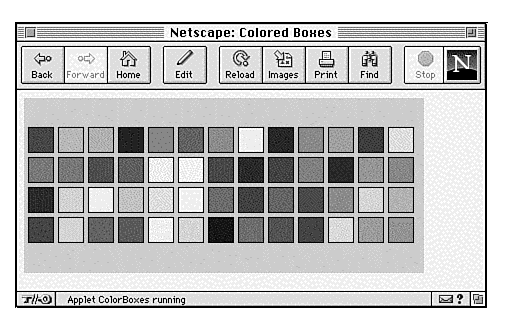 Netscape: Colored Boxes
Back Forward Home Edit Reload Images Print Find Stop N
Applet ColorBoxes running ?